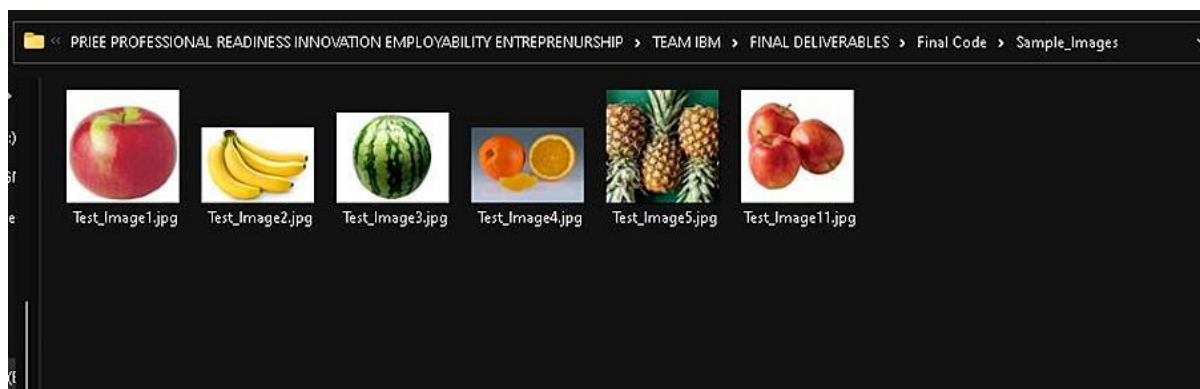 « PRIEE PROFESSIONAL READINESS INNOVATION EMPLOYABILITY ENTREPRENURSHIP > TEAM IBM > FINAL DELIVERABLES > Final Code > Sample_Images
Test_Image1.jpg Test_Image2.jpg Test_Image3.jpg Test_Image4.jpg Test_Image5.jpg Test_Image11.jpg